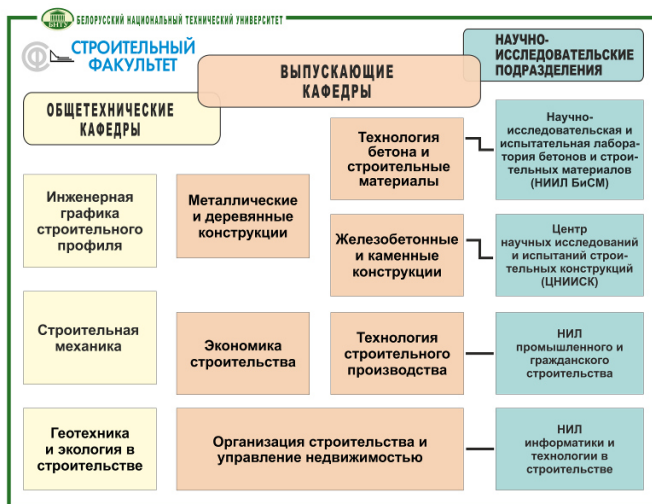 БЕЛОРУССКИЙ НАЦИОНАЛЬНЫЙ ТЕХНИЧЕСКИЙ УНИВЕРСИТЕТ
СТРОИТЕЛЬНЫЙ
ФАКУЛЬТЕТ
ОБЩЕТЕХНИЧЕСКИЕ
КАФЕДРЫ
Инженерная
графика
строительного
профиля
Строительная
механика
Геотехника
и экология в
строительстве
ВЫПУСКАЮЩИЕ
КАФЕДРЫ
Металлические
и деревянные
конструкции
Экономика
строительства
Технология
бетона и
строительные
материалы
Железобетонные
и каменные
конструкции
Технология
строительного
производства
Организация строительства и
управление недвижимостью
НАУЧНО-
ИССЛЕДОВАТЕЛЬСКИЕ
ПОДРАЗДЕЛЕНИЯ
Научно-
исследовательская и
испытательная лабора-
тория бетонов и строи-
тельных материалов
(НИИЛ БиСМ)
Центр
научных исследований
и испытаний строи-
тельных конструкций
(ЦНИИСК)
НИЛ
промышленного и
гражданского
строительства
НИЛ
информатики и
технологии в
строительстве